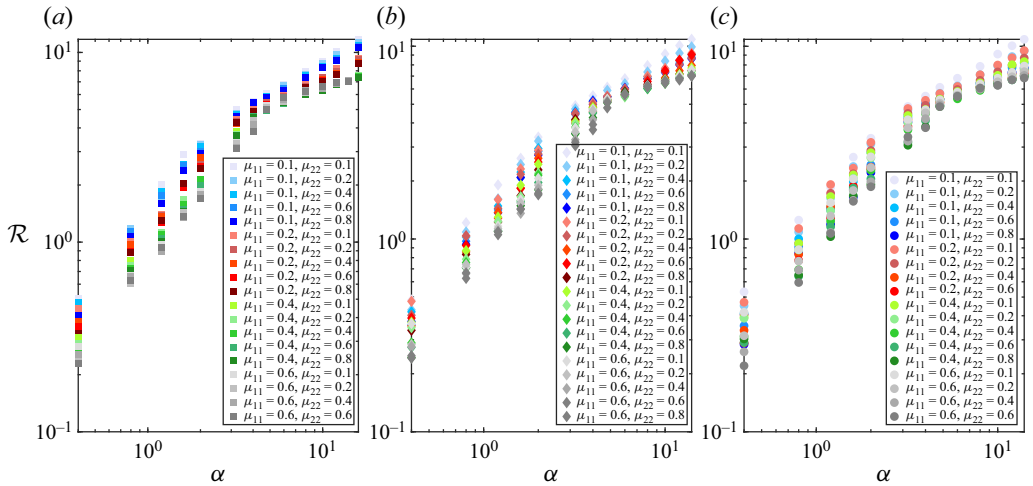 (a)
(b)
(c)
10¹
10⁰
10⁻¹
ℛ
μ₁₁ = 0.1, μ₂₂ = 0.1
μ₁₁ = 0.1, μ₂₂ = 0.2
μ₁₁ = 0.1, μ₂₂ = 0.4
μ₁₁ = 0.1, μ₂₂ = 0.6
μ₁₁ = 0.1, μ₂₂ = 0.8
μ₁₁ = 0.2, μ₂₂ = 0.1
μ₁₁ = 0.2, μ₂₂ = 0.2
μ₁₁ = 0.2, μ₂₂ = 0.4
μ₁₁ = 0.2, μ₂₂ = 0.6
μ₁₁ = 0.2, μ₂₂ = 0.8
μ₁₁ = 0.4, μ₂₂ = 0.1
μ₁₁ = 0.4, μ₂₂ = 0.2
μ₁₁ = 0.4, μ₂₂ = 0.4
μ₁₁ = 0.4, μ₂₂ = 0.6
μ₁₁ = 0.4, μ₂₂ = 0.8
μ₁₁ = 0.6, μ₂₂ = 0.1
μ₁₁ = 0.6, μ₂₂ = 0.2
μ₁₁ = 0.6, μ₂₂ = 0.4
μ₁₁ = 0.6, μ₂₂ = 0.6
10⁰
10¹
α
10¹
10⁰
10⁻¹
μ₁₁ = 0.1, μ₂₂ = 0.1
μ₁₁ = 0.1, μ₂₂ = 0.2
μ₁₁ = 0.1, μ₂₂ = 0.4
μ₁₁ = 0.1, μ₂₂ = 0.6
μ₁₁ = 0.1, μ₂₂ = 0.8
μ₁₁ = 0.2, μ₂₂ = 0.1
μ₁₁ = 0.2, μ₂₂ = 0.2
μ₁₁ = 0.2, μ₂₂ = 0.4
μ₁₁ = 0.2, μ₂₂ = 0.6
μ₁₁ = 0.2, μ₂₂ = 0.8
μ₁₁ = 0.4, μ₂₂ = 0.1
μ₁₁ = 0.4, μ₂₂ = 0.2
μ₁₁ = 0.4, μ₂₂ = 0.4
μ₁₁ = 0.4, μ₂₂ = 0.6
μ₁₁ = 0.4, μ₂₂ = 0.8
μ₁₁ = 0.6, μ₂₂ = 0.1
μ₁₁ = 0.6, μ₂₂ = 0.2
μ₁₁ = 0.6, μ₂₂ = 0.4
μ₁₁ = 0.6, μ₂₂ = 0.6
μ₁₁ = 0.6, μ₂₂ = 0.8
10⁰
10¹
α
10¹
10⁰
10⁻¹
μ₁₁ = 0.1, μ₂₂ = 0.1
μ₁₁ = 0.1, μ₂₂ = 0.2
μ₁₁ = 0.1, μ₂₂ = 0.4
μ₁₁ = 0.1, μ₂₂ = 0.6
μ₁₁ = 0.1, μ₂₂ = 0.8
μ₁₁ = 0.2, μ₂₂ = 0.1
μ₁₁ = 0.2, μ₂₂ = 0.2
μ₁₁ = 0.2, μ₂₂ = 0.4
μ₁₁ = 0.2, μ₂₂ = 0.6
μ₁₁ = 0.4, μ₂₂ = 0.1
μ₁₁ = 0.4, μ₂₂ = 0.2
μ₁₁ = 0.4, μ₂₂ = 0.4
μ₁₁ = 0.4, μ₂₂ = 0.6
μ₁₁ = 0.4, μ₂₂ = 0.8
μ₁₁ = 0.6, μ₂₂ = 0.1
μ₁₁ = 0.6, μ₂₂ = 0.2
μ₁₁ = 0.6, μ₂₂ = 0.4
μ₁₁ = 0.6, μ₂₂ = 0.6
10⁰
10¹
α